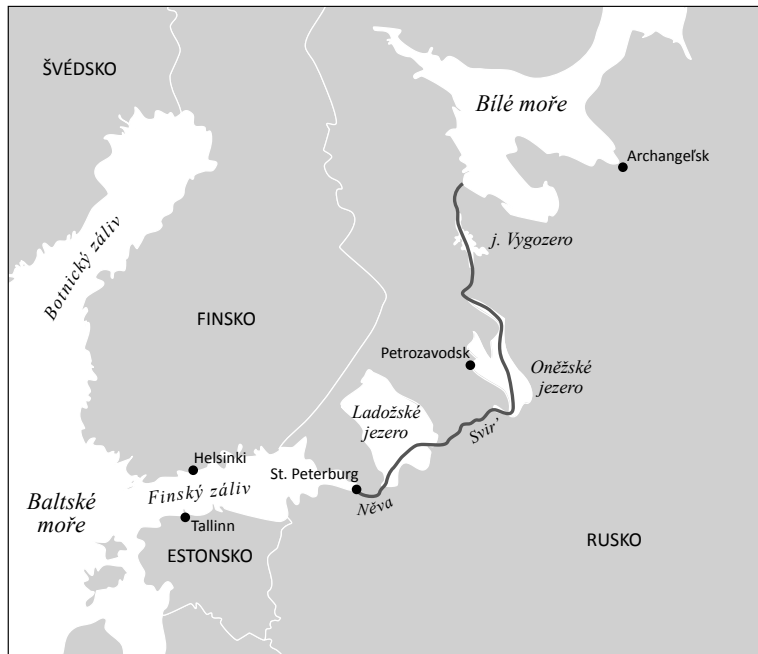 ŠVÉDSKO
Bílé moře
Archangeľsk
j. Vygozero
Botnický záliv
FINSKO
Petrozavodsk
Oněžské
jezero
Ladožské
jezero
Svir’
Helsinki
St. Peterburg
Finský záliv
Něva
Baltské
moře
Tallinn
ESTONSKO
RUSKO